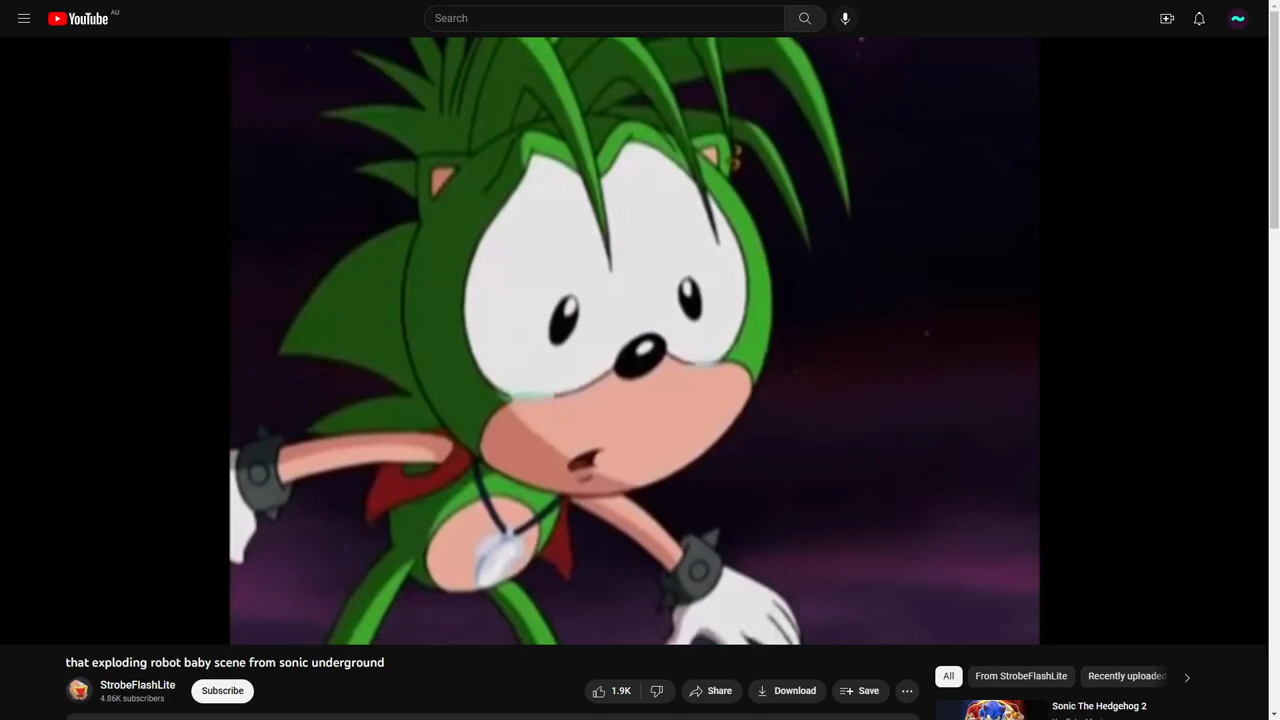 YouTube AU
Search
that exploding robot baby scene from sonic underground
StrobeFlashLite
4.86K subscribers
Subscribe
1.9K
Share
Download
Save
All
From StrobeFlashLite
Recently uploaded
Sonic The Hedgehog 2